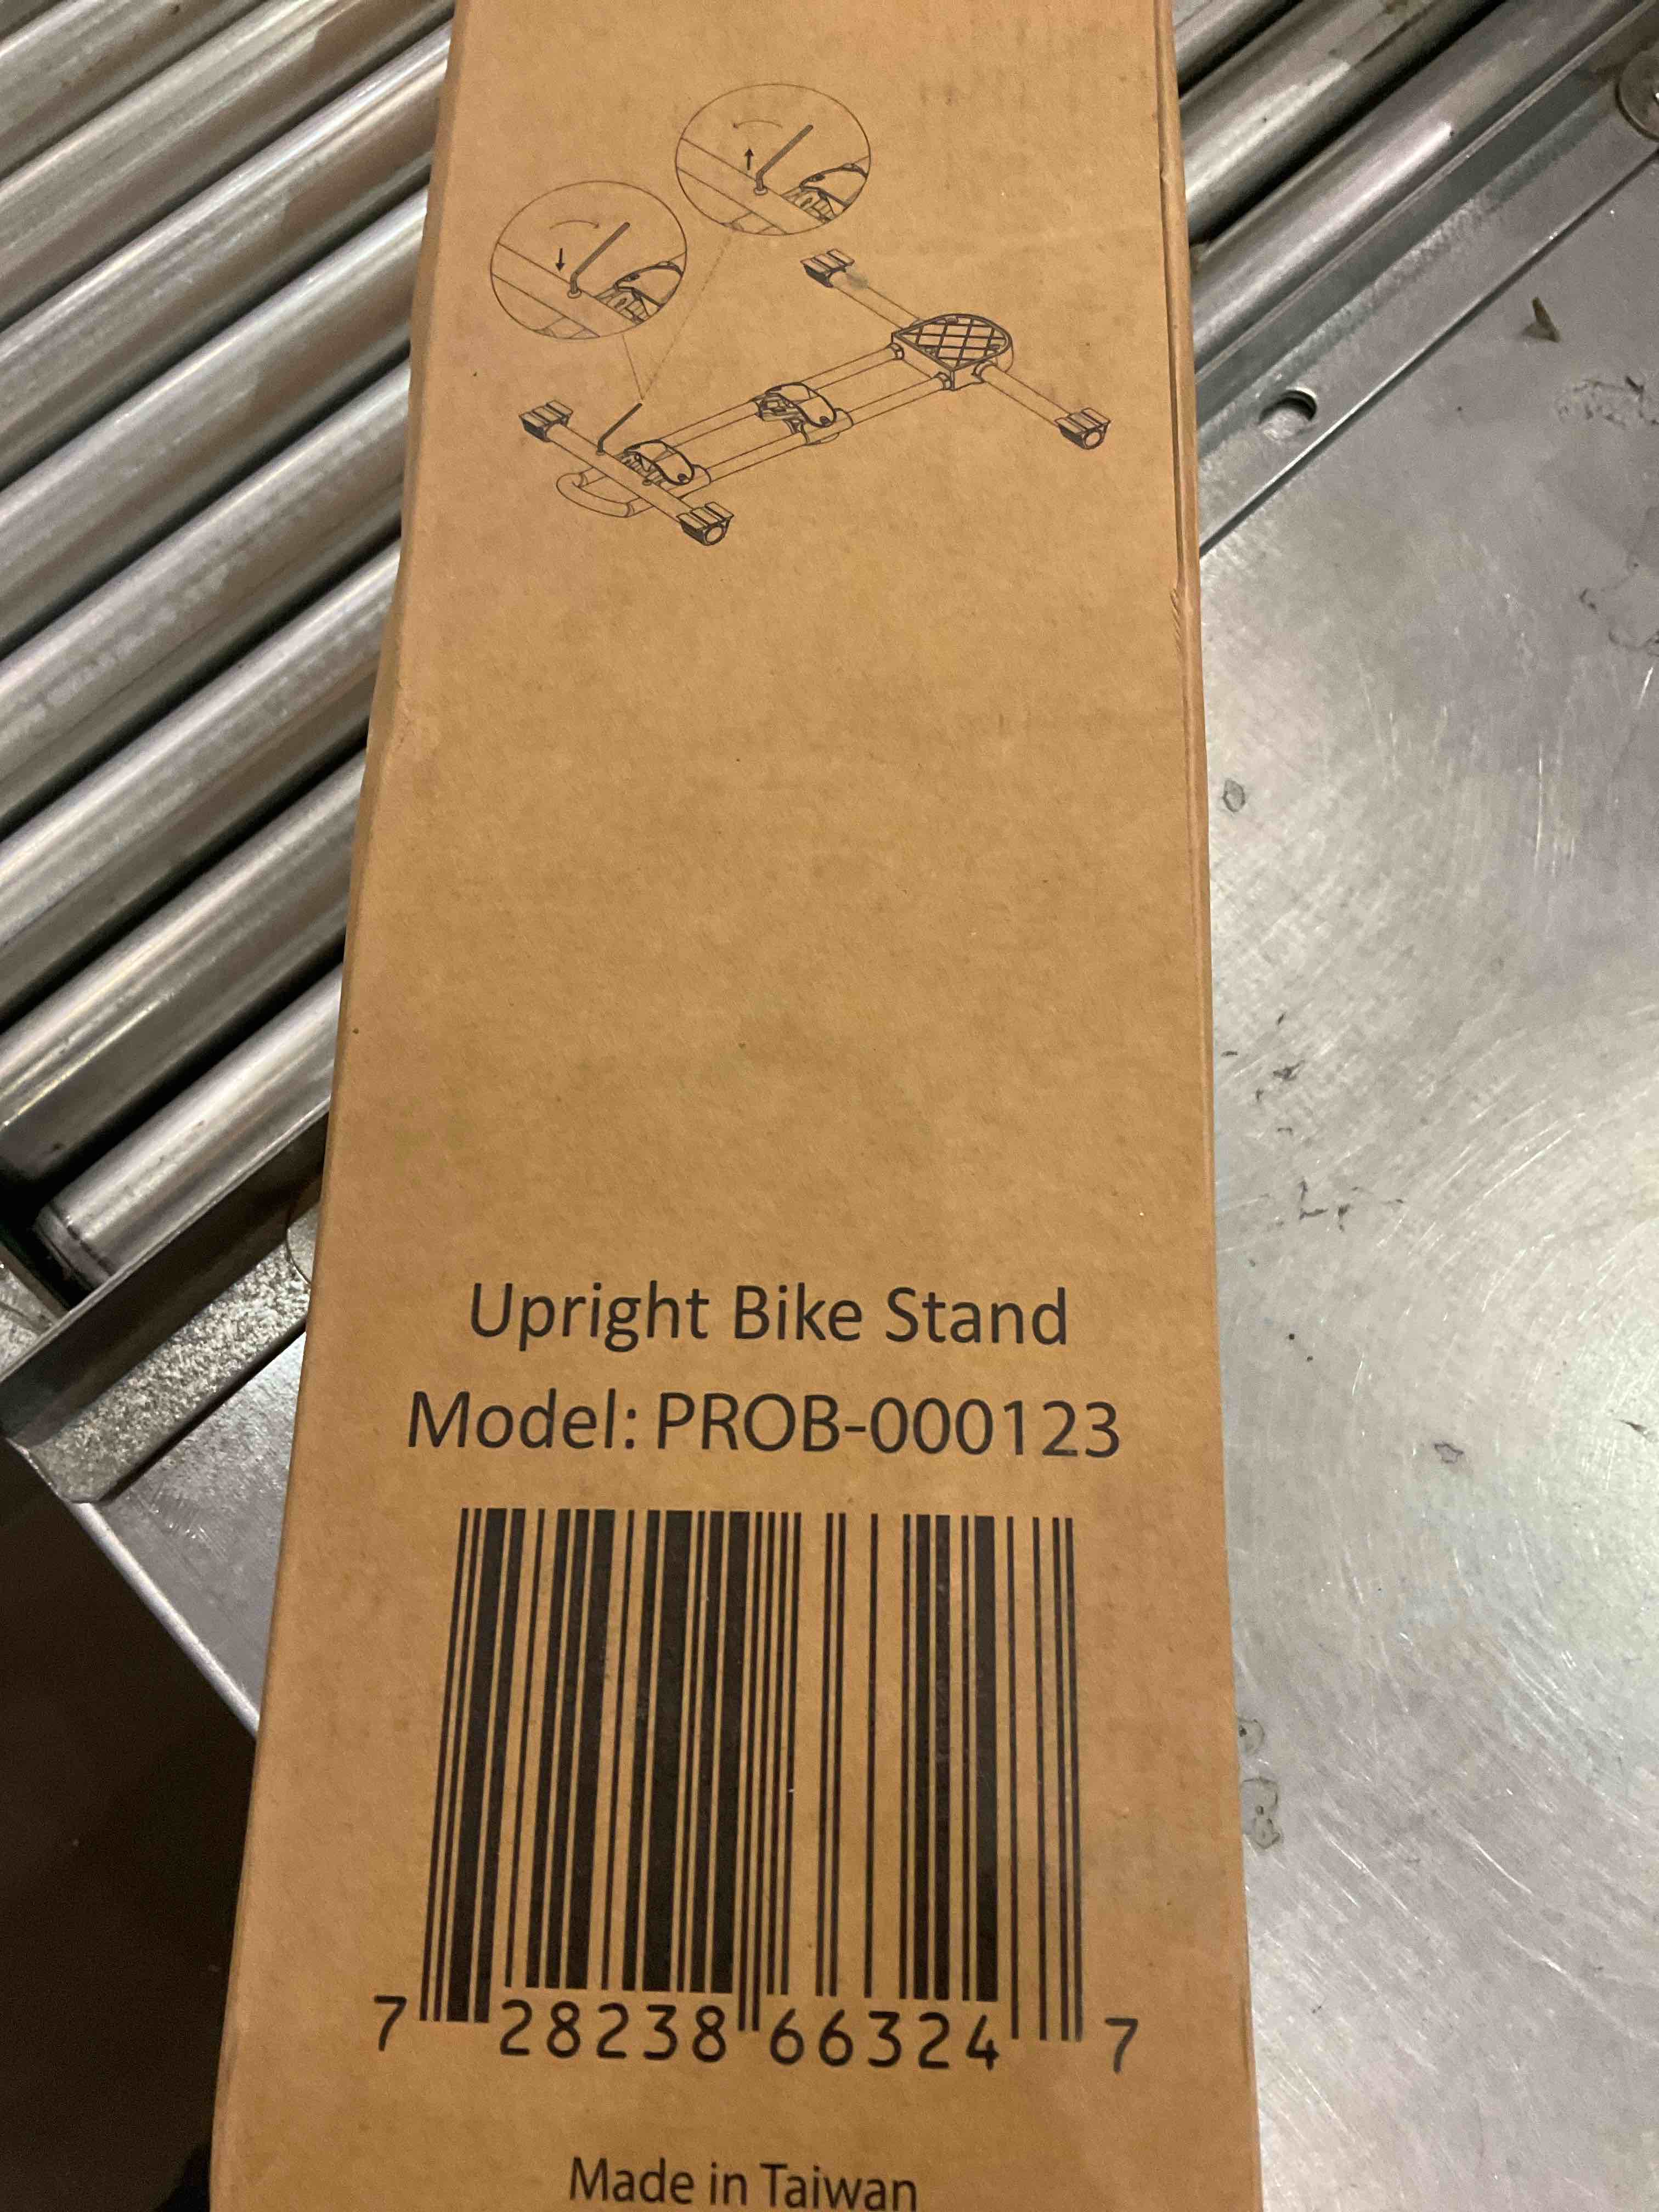 Upright Bike Stand
Model: PROB-000123
7 28238 66324 7
Made in Taiwan